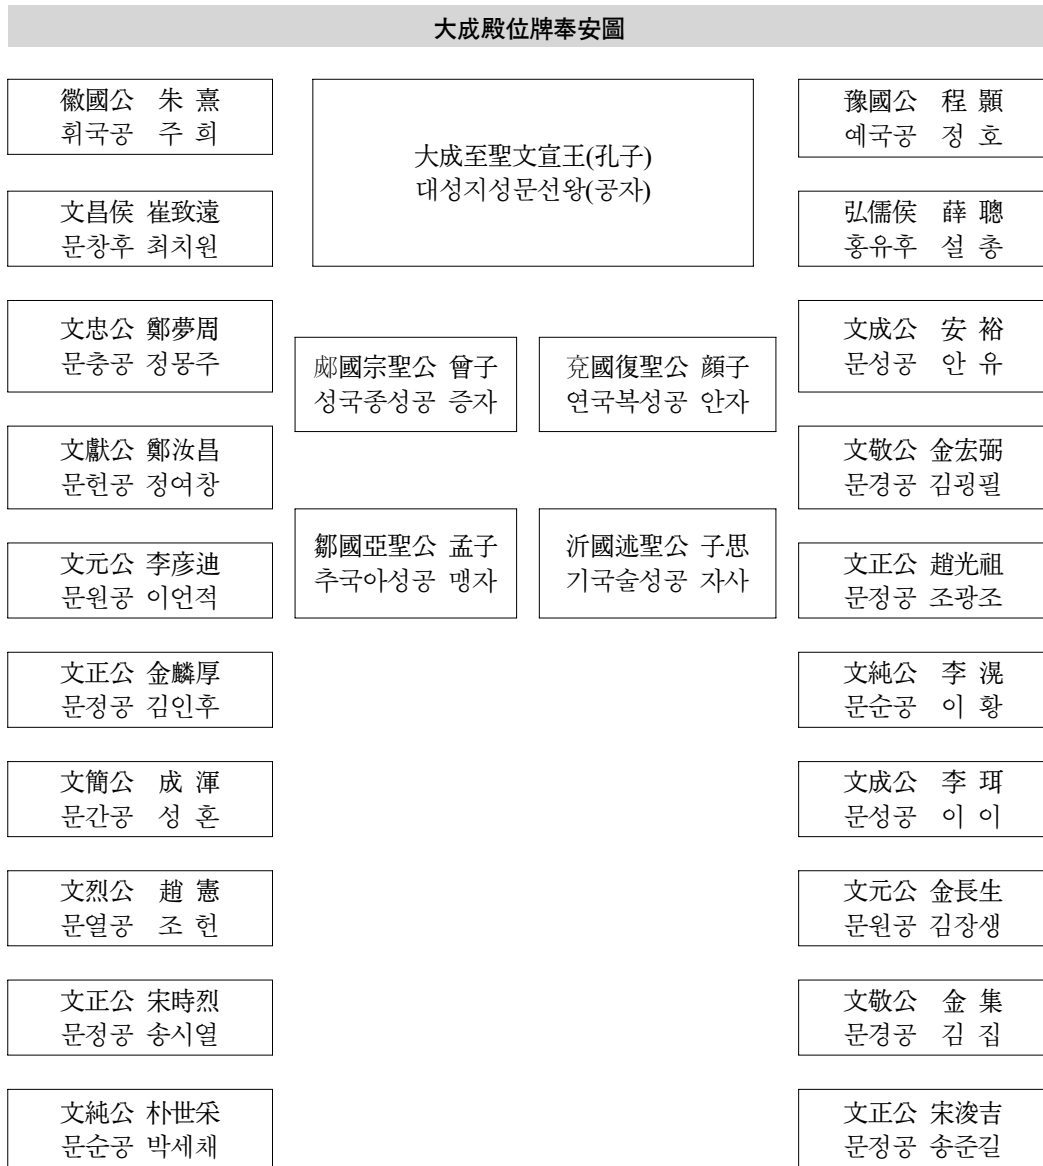 大成殿位牌奉安圖
徽國公 朱 熹
휘국공 주 희
大成至聖文宣王(孔子)
대성지성문선왕(공자)
豫國公 程 顥
예국공 정 호
文昌侯 崔致遠
문창후 최치원
弘儒侯 薛 聰
홍유후 설 총
文忠公 鄭夢周
문충공 정몽주
郕國宗聖公 曾子
성국종성공 증자
兗國復聖公 顔子
연국복성공 안자
文成公 安 裕
문성공 안 유
文獻公 鄭汝昌
문헌공 정여창
文敬公 金宏弼
문경공 김굉필
文元公 李彦迪
문원공 이언적
鄒國亞聖公 孟子
추국아성공 맹자
沂國述聖公 子思
기국술성공 자사
文正公 趙光祖
문정공 조광조
文正公 金麟厚
문정공 김인후
文純公 李 滉
문순공 이 황
文簡公 成 渾
문간공 성 혼
文成公 李 珥
문성공 이 이
文烈公 趙 憲
문열공 조 헌
文元公 金長生
문원공 김장생
文正公 宋時烈
문정공 송시열
文敬公 金 集
문경공 김 집
文純公 朴世采
문순공 박세채
文正公 宋浚吉
문정공 송준길